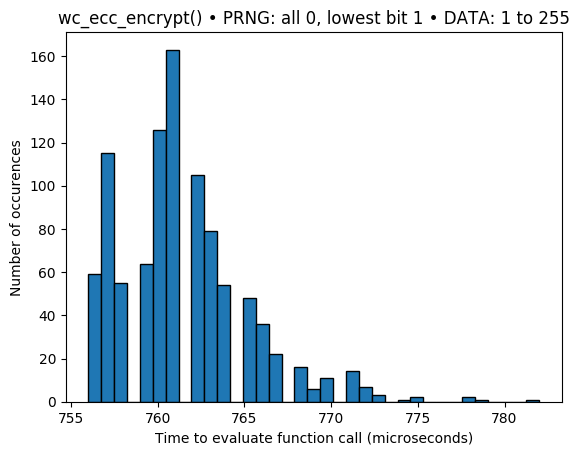 wc_ecc_encrypt() • PRNG: all 0, lowest bit 1 • DATA: 1 to 255
160
140
120
100
80
60
40
20
0
Number of occurences
755 760 765 770 775 780
Time to evaluate function call (microseconds)